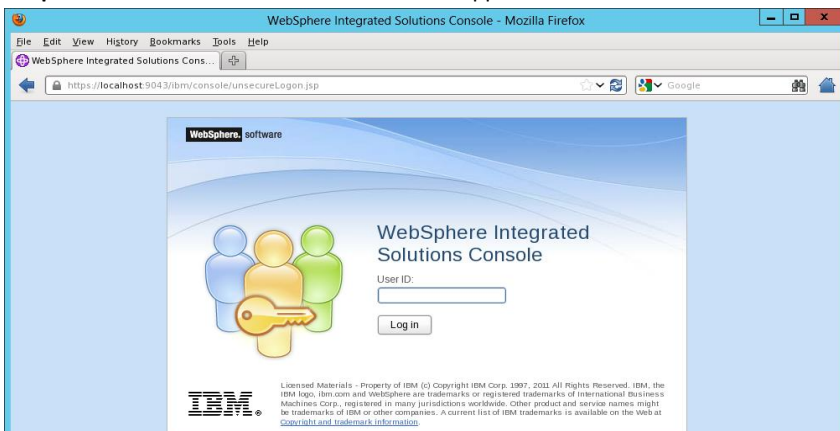 WebSphere Integrated Solutions Console - Mozilla Firefox
File Edit View History Bookmarks Tools Help
WebSphere Integrated Solutions Cons...
https://localhost:9043/ibm/console/unsecureLogon.jsp Google
WebSphere. software
WebSphere Integrated
Solutions Console
User ID:
Log in
Licensed Materials - Property of IBM (c) Copyright IBM Corp. 1997, 2011 All Rights Reserved. IBM, the
IBM logo, ibm.com and WebSphere are trademarks or registered trademarks of International Business
Machines Corp., registered in many jurisdictions worldwide. Other product and service names might
be trademarks of IBM or other companies. A current list of IBM trademarks is available on the Web at
Copyright and trademark information.
IBM®